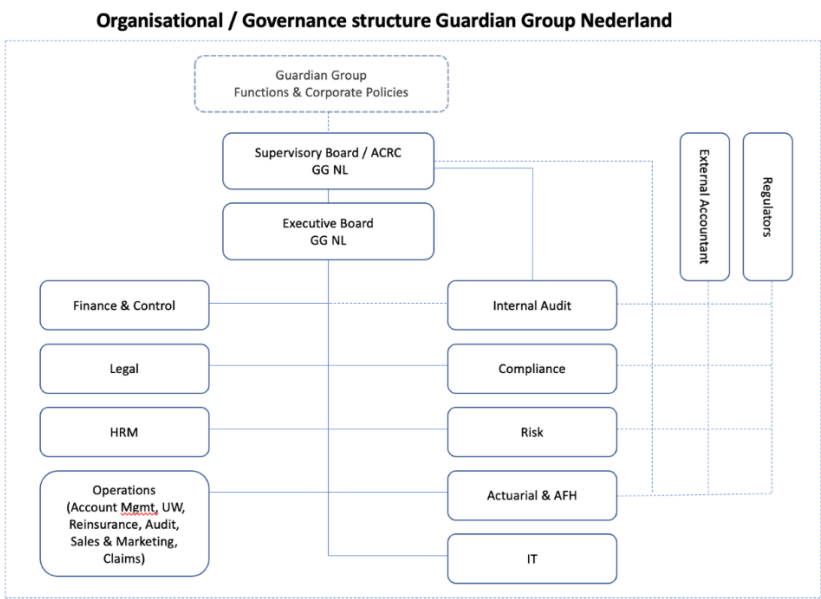 Organisational / Governance structure Guardian Group Nederland
Guardian Group
Functions & Corporate Policies
Supervisory Board / ACRC
GG NL
Executive Board
GG NL
External Accountant
Regulators
Finance & Control
Internal Audit
Legal
Compliance
HRM
Risk
Operations
(Account Mgmt, UW,
Reinsurance, Audit,
Sales & Marketing,
Claims)
Actuarial & AFH
IT